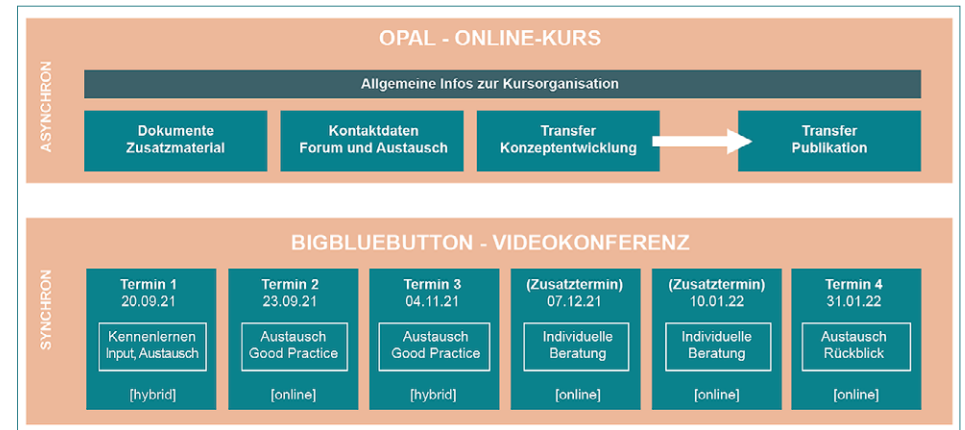 OPAL - ONLINE-KURS
ASYNCHRON
Allgemeine Infos zur Kursorganisation
Dokumente
Zusatzmaterial
Kontaktdaten
Forum und Austausch
Transfer
Konzeptentwicklung
Transfer
Publikation
BIGBLUEBUTTON - VIDEOKONFERENZ
SYNCHRON
Termin 1
20.09.21
Kennenlernen
Input, Austausch
[hybrid]
Termin 2
23.09.21
Austausch
Good Practice
[online]
Termin 3
04.11.21
Austausch
Good Practice
[hybrid]
(Zusatztermin)
07.12.21
Individuelle
Beratung
[online]
(Zusatztermin)
10.01.22
Individuelle
Beratung
[online]
Termin 4
31.01.22
Austausch
Rückblick
[online]